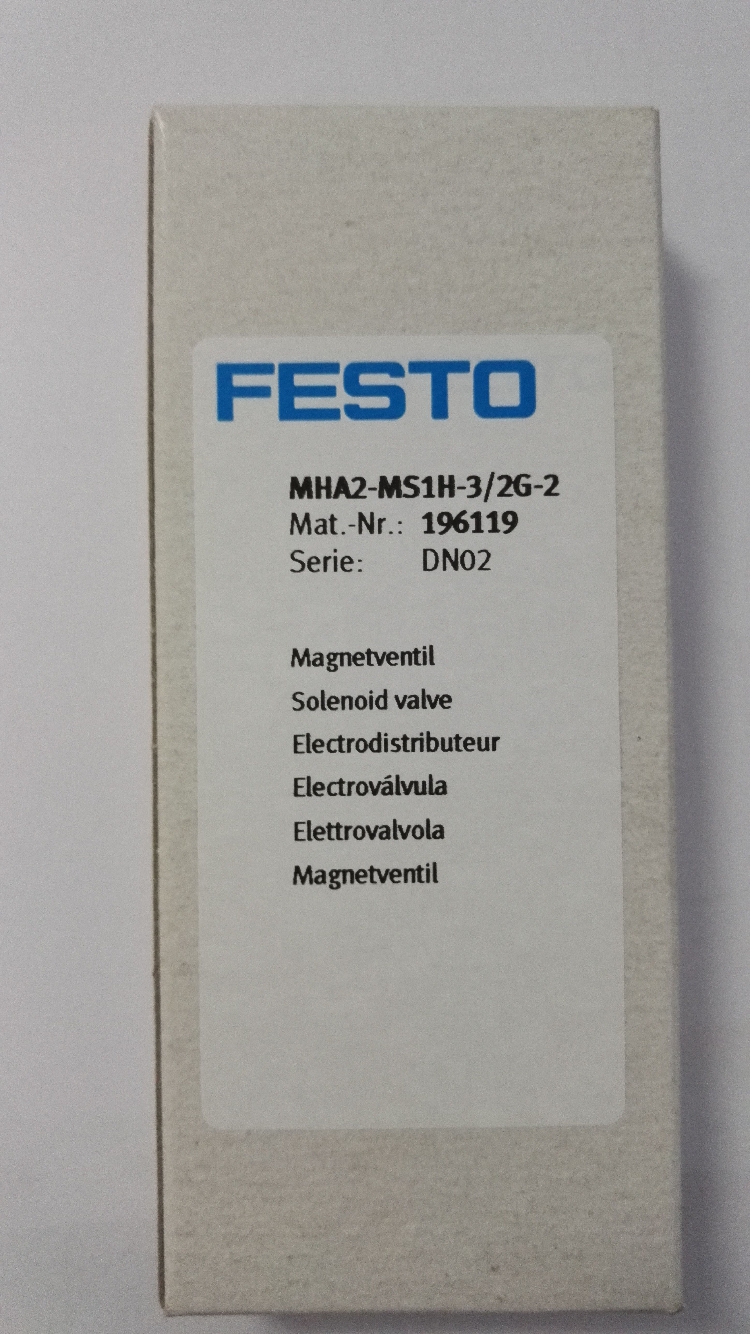 FESTO
MHA2-MS1H-3/2G-2
Mat.-Nr.: 196119
Serie: DN02
Magnetventil
Solenoid valve
Electrodistributeur
Electroválvula
Elettrovalvola
Magnetventil